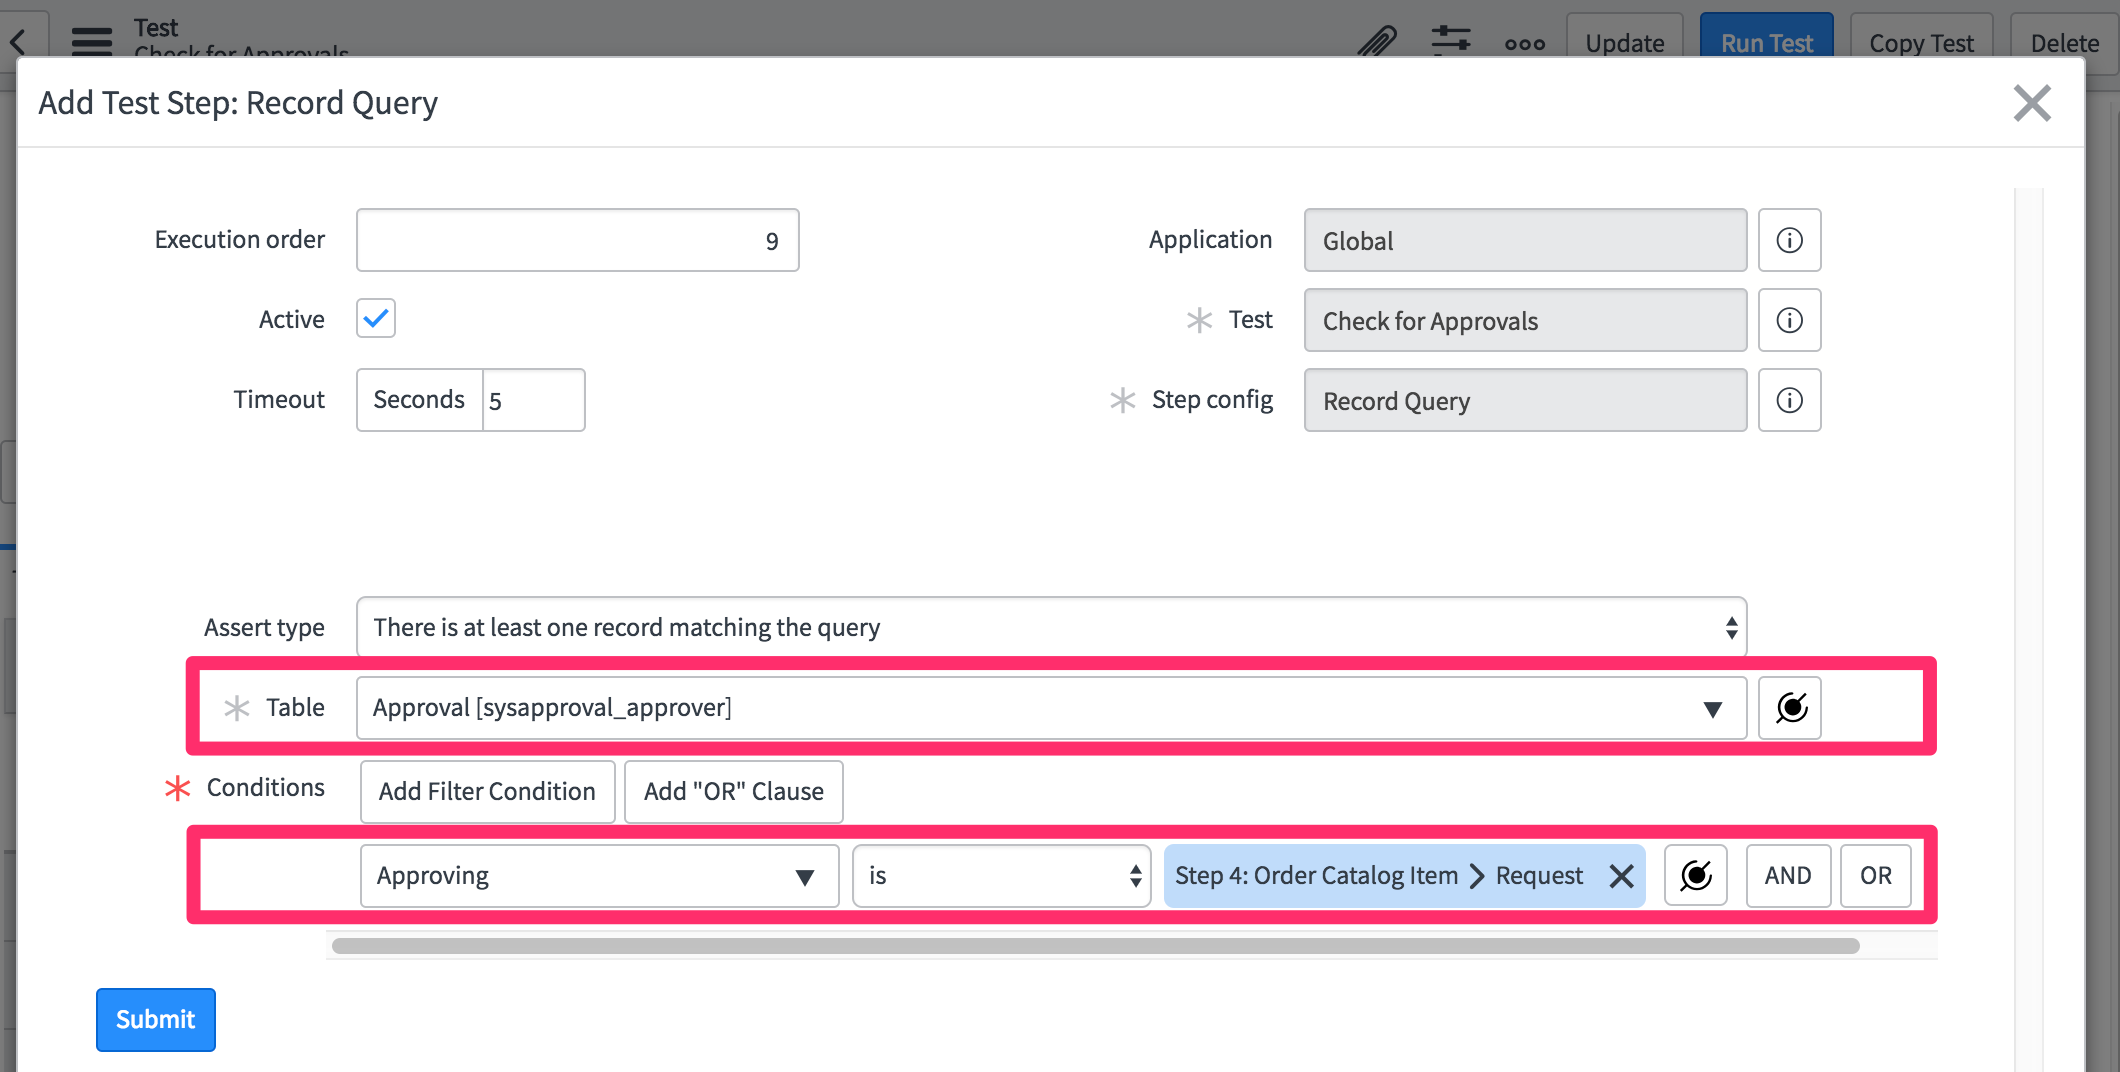 Test
Check for Approvals
Update
Run Test
Copy Test
Delete
Add Test Step: Record Query
Execution order
9
Application
Global
Active
Test
Check for Approvals
Timeout
Seconds
5
Step config
Record Query
Assert type
There is at least one record matching the query
Table
Approval [sysapproval_approver]
Conditions
Add Filter Condition
Add "OR" Clause
Approving
is
Step 4: Order Catalog Item
Request
AND
OR
Submit